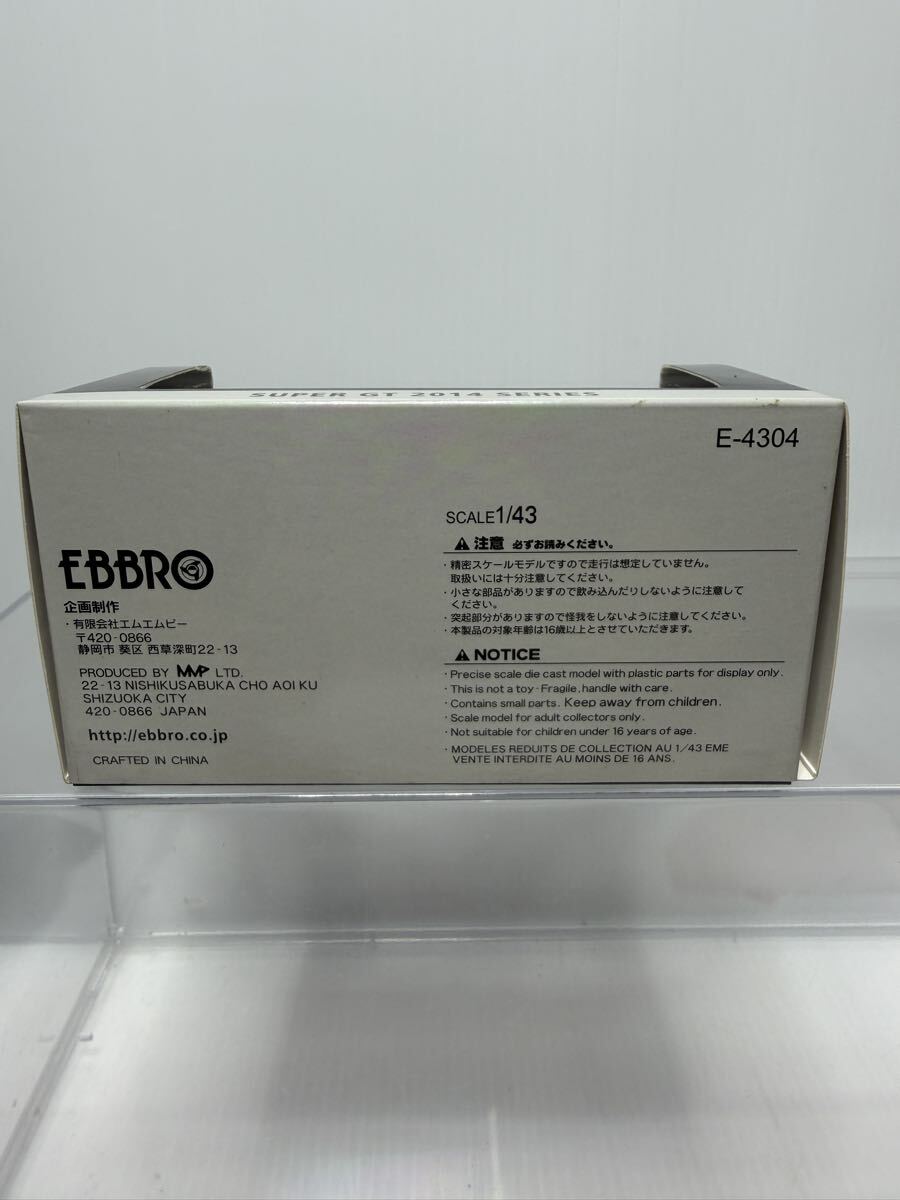 SUPER GT 2014 SERIES
E-4304
EBBRO
企画制作
・有限会社エムエムピー
〒420-0866
静岡市 葵区 西草深町22-13
PRODUCED BY MMP LTD.
22-13 NISHIKUSABUKA CHO AOI KU
SHIZUOKA CITY
420-0866 JAPAN
http://ebbro.co.jp
CRAFTED IN CHINA
SCALE1/43
注意 必ずお読みください。
・精密スケールモデルですので走行は想定していません。
取扱いには十分注意してください。
・小さな部品がありますので飲み込んだりしないように注意して
ください。
・突起部分がありますので怪我をしないように注意してください。
・本製品の対象年齢は16歳以上とさせていただきます。
NOTICE
・Precise scale die cast model with plastic parts for display only.
・This is not a toy・Fragile, handle with care.
・Contains small parts. Keep away from children.
・Scale model for adult collectors only.
・Not suitable for children under 16 years of age.
・MODELES REDUITS DE COLLECTION AU 1/43 EME
VENTE INTERDITE AU MOINS DE 16 ANS.